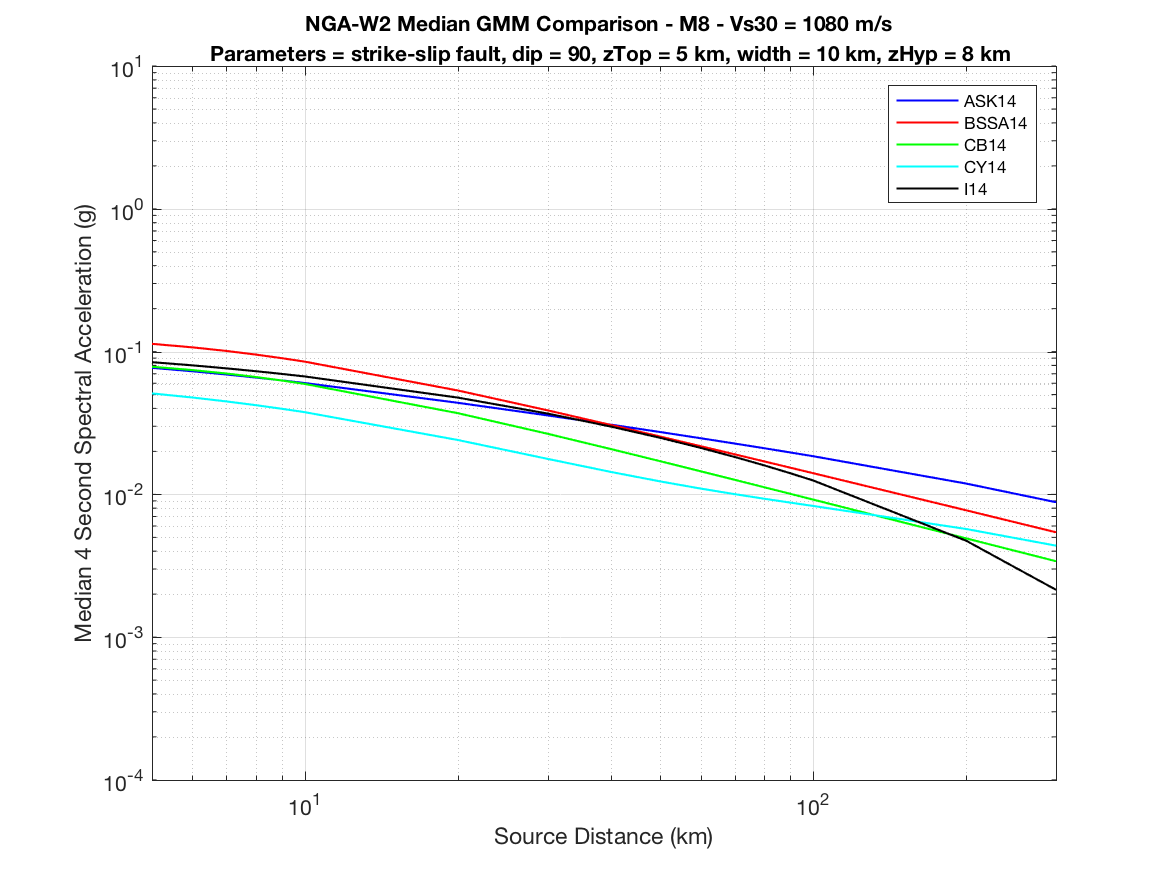 NGA-W2 Median GMM Comparison - M8 - Vs30 = 1080 m/s
Parameters = strike-slip fault, dip = 90, zTop = 5 km, width = 10 km, zHyp = 8 km
10^1
10^0
10^-1
10^-2
10^-3
10^-4
Median 4 Second Spectral Acceleration (g)
ASK14
BSSA14
CB14
CY14
I14
10^1
10^2
Source Distance (km)